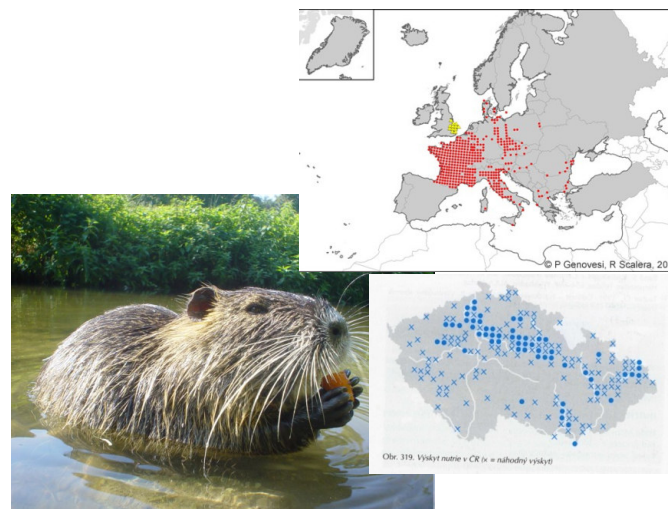 © P Genovesi, R Scalera, 20
Obr. 319. Výskyt nutrie v ČR (× = náhodný výskyt)